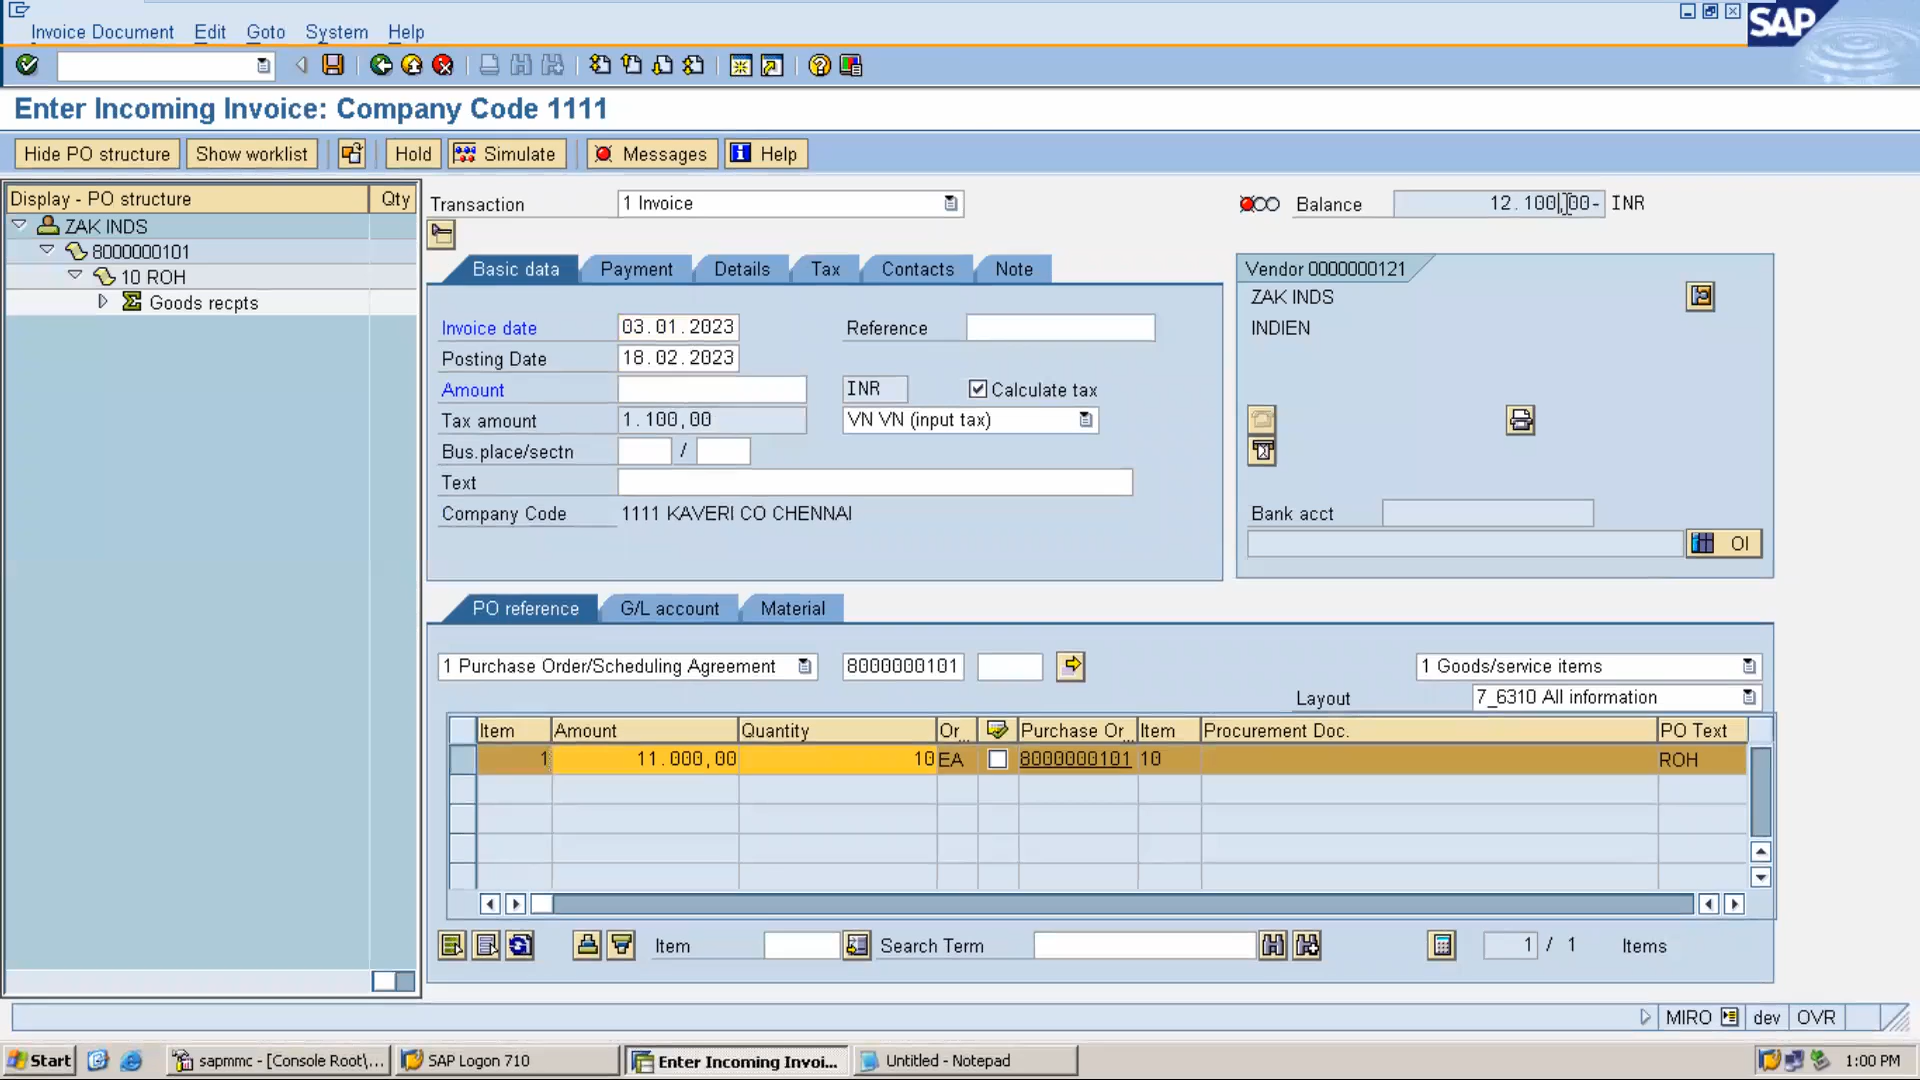 Invoice Document Edit Goto System Help
SAP
Enter Incoming Invoice: Company Code 1111
Hide PO structure Show worklist Hold Simulate Messages Help
Display - PO structure Qty
ZAK INDS
8000000101
10 ROH
Goods recpts
Transaction 1 Invoice Balance 12.100,00- INR
Basic data Payment Details Tax Contacts Note
Invoice date 03.01.2023 Reference
Posting Date 18.02.2023
Amount INR Calculate tax
Tax amount 1.100,00 VN VN (input tax)
Bus.place/sectn /
Text
Company Code 1111 KAVERI CO CHENNAI
Vendor 0000000121
ZAK INDS
INDIEN
Bank acct
OI
PO reference G/L account Material
1 Purchase Order/Scheduling Agreement 8000000101 1 Goods/service items
Layout 7_6310 All information
Item Amount Quantity Or.. Purchase Or.. Item Procurement Doc. PO Text
1 11.000,00 10 EA 8000000101 10 ROH
Item Search Term 1 / 1 Items
MIRO dev OVR
Start sapmmc - [Console Root\... SAP Logon 710 Enter Incoming Invoi... Untitled - Notepad 1:00 PM